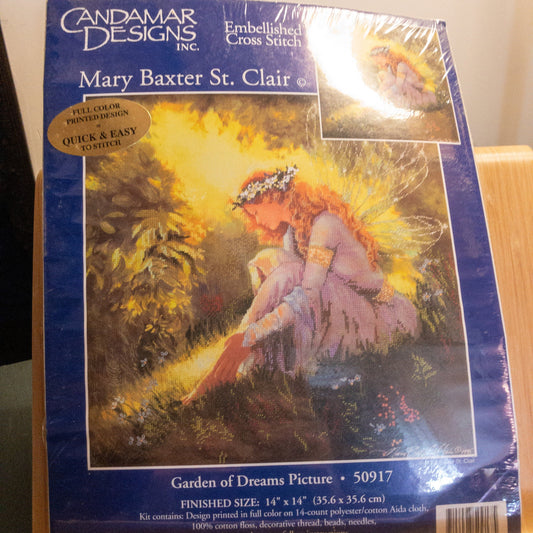 CANDAMAR
DESIGNS
INC.
Embellished
Cross Stitch
Mary Baxter St. Clair ©
FULL COLOR
PRINTED DESIGN
QUICK & EASY
TO STITCH
Garden of Dreams Picture • 50917
FINISHED SIZE: 14" x 14" (35.6 x 35.6 cm)
Kit contains: Design printed in full color on 14-count polyester/cotton Aida cloth,
100% cotton floss, decorative thread, beads, needles,